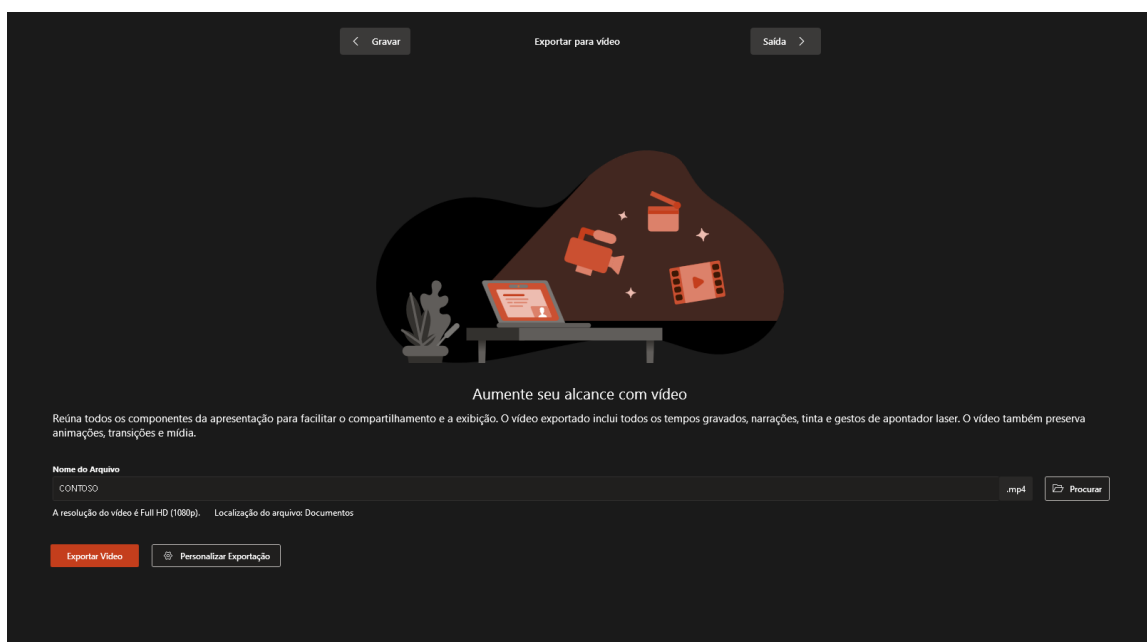 Gravar
Exportar para vídeo
Saída
Aumente seu alcance com vídeo
Reúna todos os componentes da apresentação para facilitar o compartilhamento e a exibição. O vídeo exportado inclui todos os tempos gravados, narrações, tinta e gestos de apontador laser. O vídeo também preserva
animações, transições e mídia.
Nome do Arquivo
CONTOSO
.mp4
Procurar
A resolução do vídeo é Full HD (1080p). Localização do arquivo: Documentos
Exportar Vídeo
Personalizar Exportação